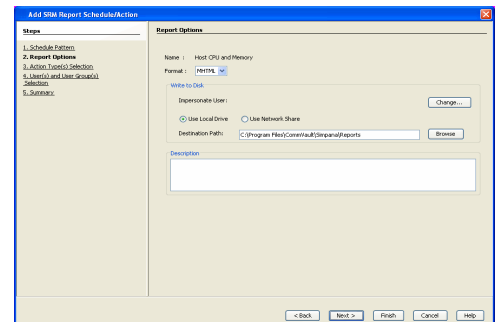 Add SRM Report Schedule/Action
Steps
1. Schedule Pattern
2. Report Options
3. Action Type(s) Selection
4. User(s) and User Group(s)
Selection
5. Summary
Report Options
Name : Host CPU and Memory
Format : MHTML
Write to Disk
Impersonate User:
Change...
Use Local Drive Use Network Share
Destination Path: C:\Program Files\CommVault\Simpana\Reports Browse
Description
< Back Next > Finish Cancel Help